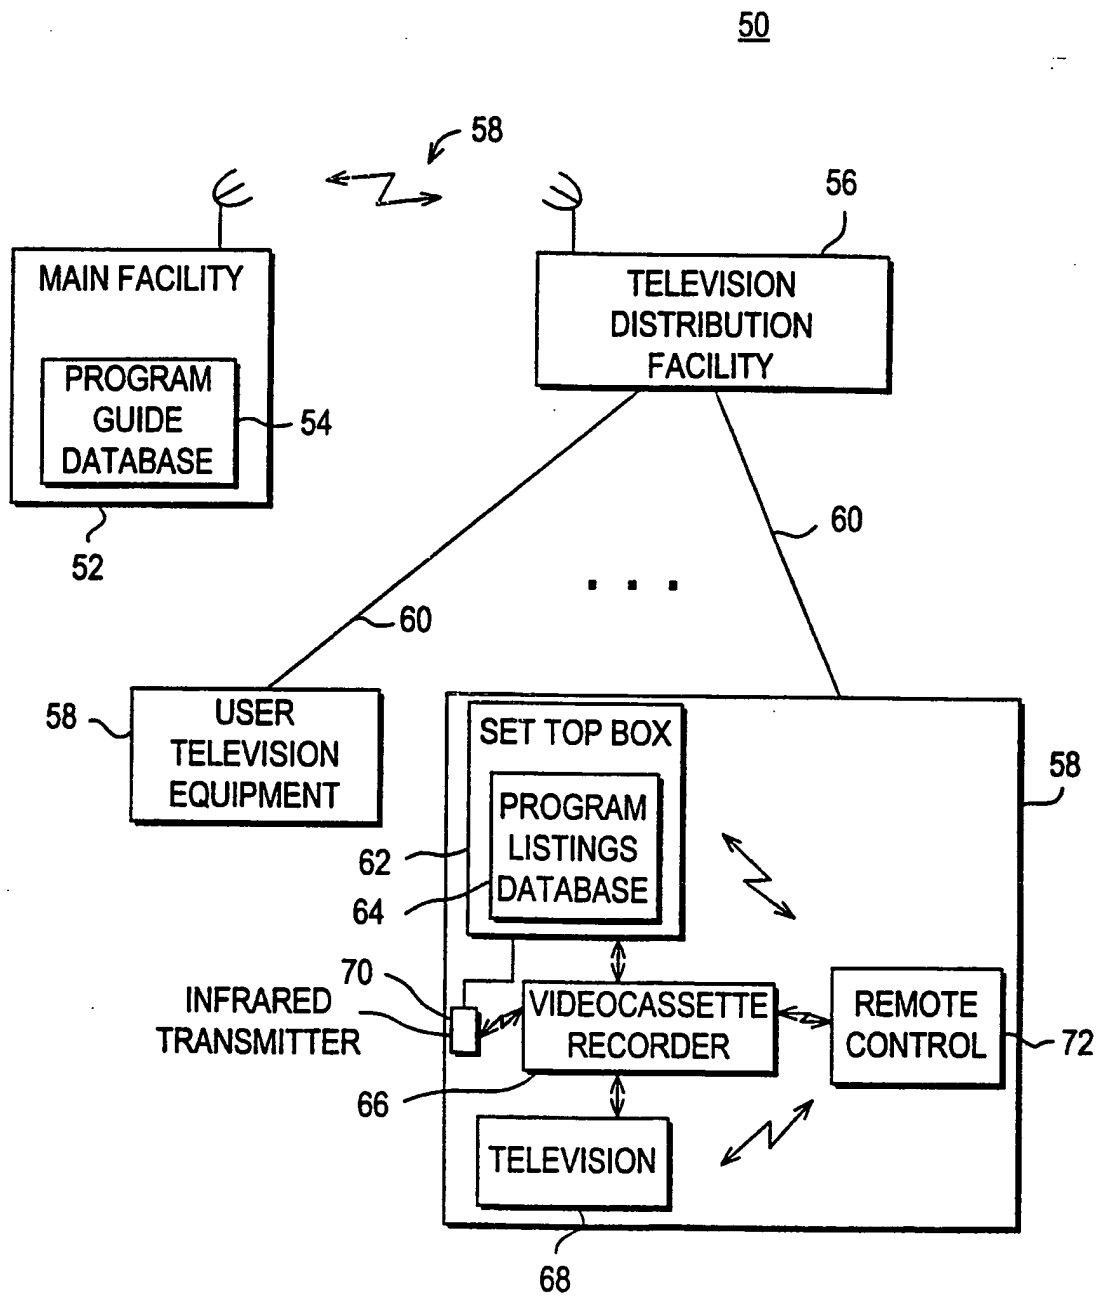 50
58
56
MAIN FACILITY
TELEVISION
DISTRIBUTION
FACILITY
PROGRAM
GUIDE
DATABASE
54
52
60
60
58
USER
TELEVISION
EQUIPMENT
SET TOP BOX
58
PROGRAM
LISTINGS
DATABASE
62
64
70
INFRARED
TRANSMITTER
VIDEOCASSETTE
RECORDER
REMOTE
CONTROL
72
66
TELEVISION
68